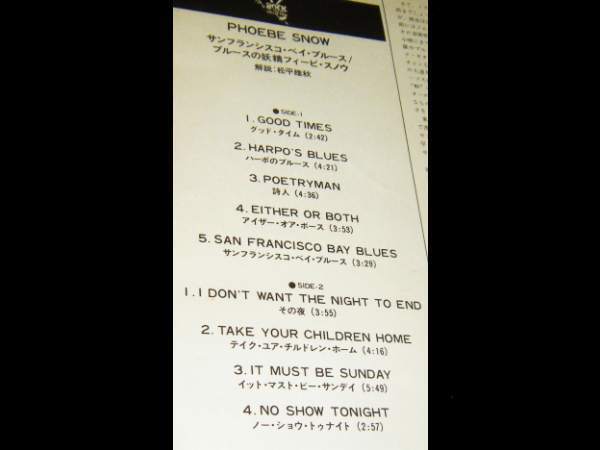 PHOEBE SNOW
サンフランシスコ・ベイ・ブルース/
ブルースの妖精フィービ・スノウ
解説:松平維秋
●SIDE-1
1. GOOD TIMES
グッド・タイム (2:42)
2. HARPO'S BLUES
ハーポのブルース (4:21)
3. POETRYMAN
詩人 (4:36)
4. EITHER OR BOTH
アイザー・オア・ボース (3:53)
5. SAN FRANCISCO BAY BLUES
サンフランシスコ・ベイ・ブルース (3:29)
●SIDE-2
1. I DON'T WANT THE NIGHT TO END
その夜 (3:55)
2. TAKE YOUR CHILDREN HOME
テイク・ユア・チルドレン・ホーム (4:16)
3. IT MUST BE SUNDAY
イット・マスト・ビー・サンデイ (5:49)
4. NO SHOW TONIGHT
ノー・ショウ・トゥナイト (2:57)